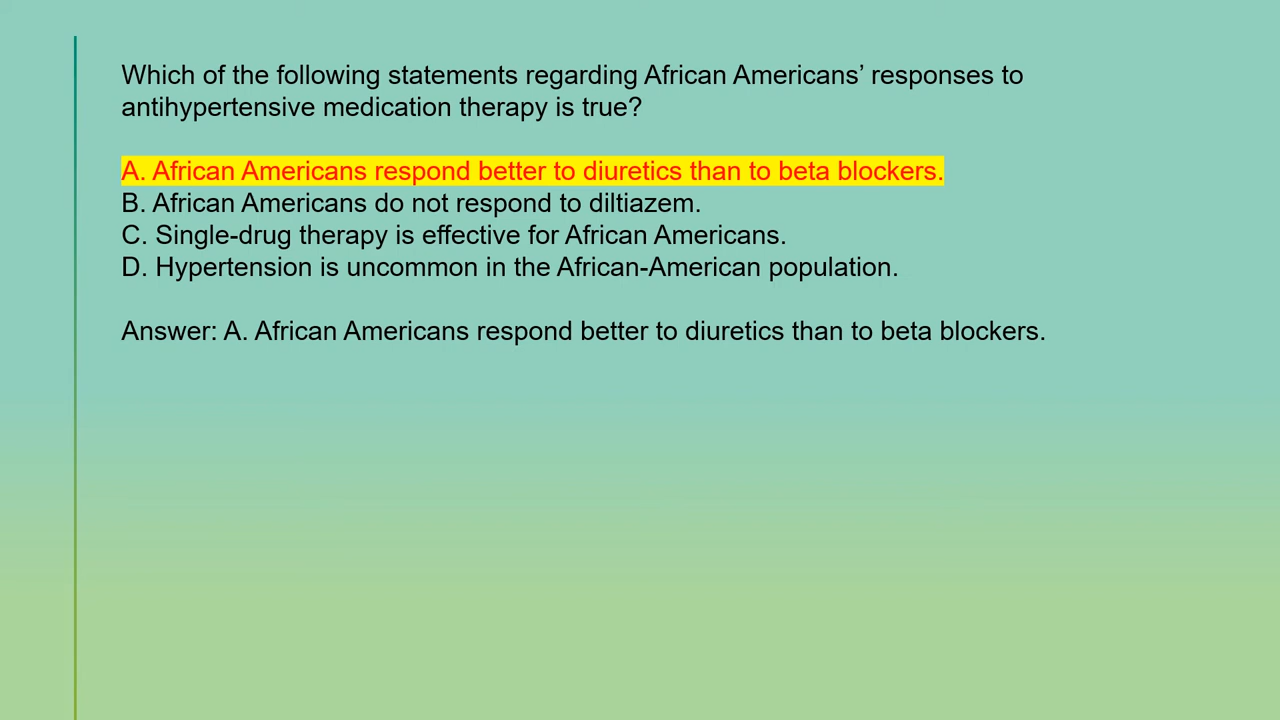 Which of the following statements regarding African Americans’ responses to
antihypertensive medication therapy is true?
A. African Americans respond better to diuretics than to beta blockers.
B. African Americans do not respond to diltiazem.
C. Single-drug therapy is effective for African Americans.
D. Hypertension is uncommon in the African-American population.
Answer: A. African Americans respond better to diuretics than to beta blockers.